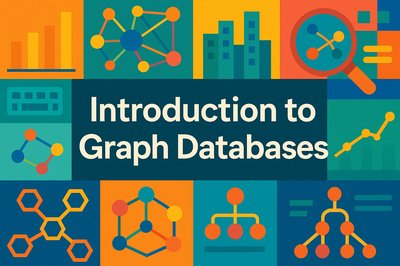 Introduction to
Graph Databases